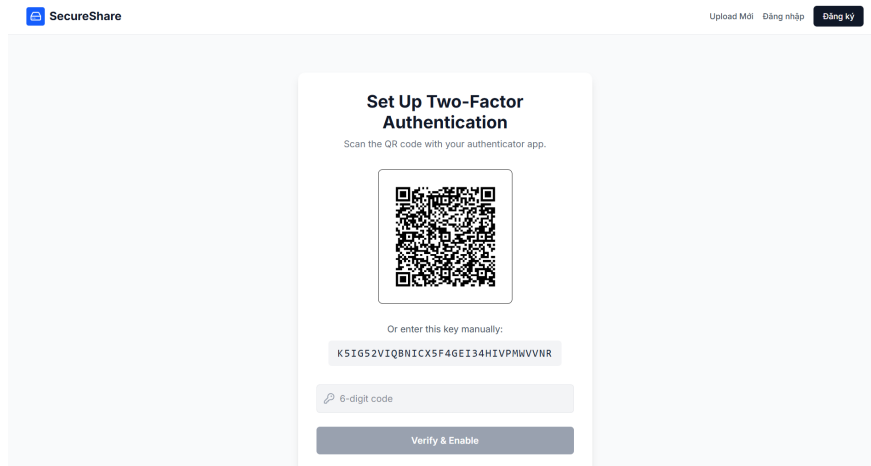 SecureShare
Upload Mới
Đăng nhập
Đăng ký
Set Up Two-Factor
Authentication
Scan the QR code with your authenticator app.
Or enter this key manually:
K5IG52VIQBNICX5F4GEI34HIVPMWVVNR
6-digit code
Verify & Enable